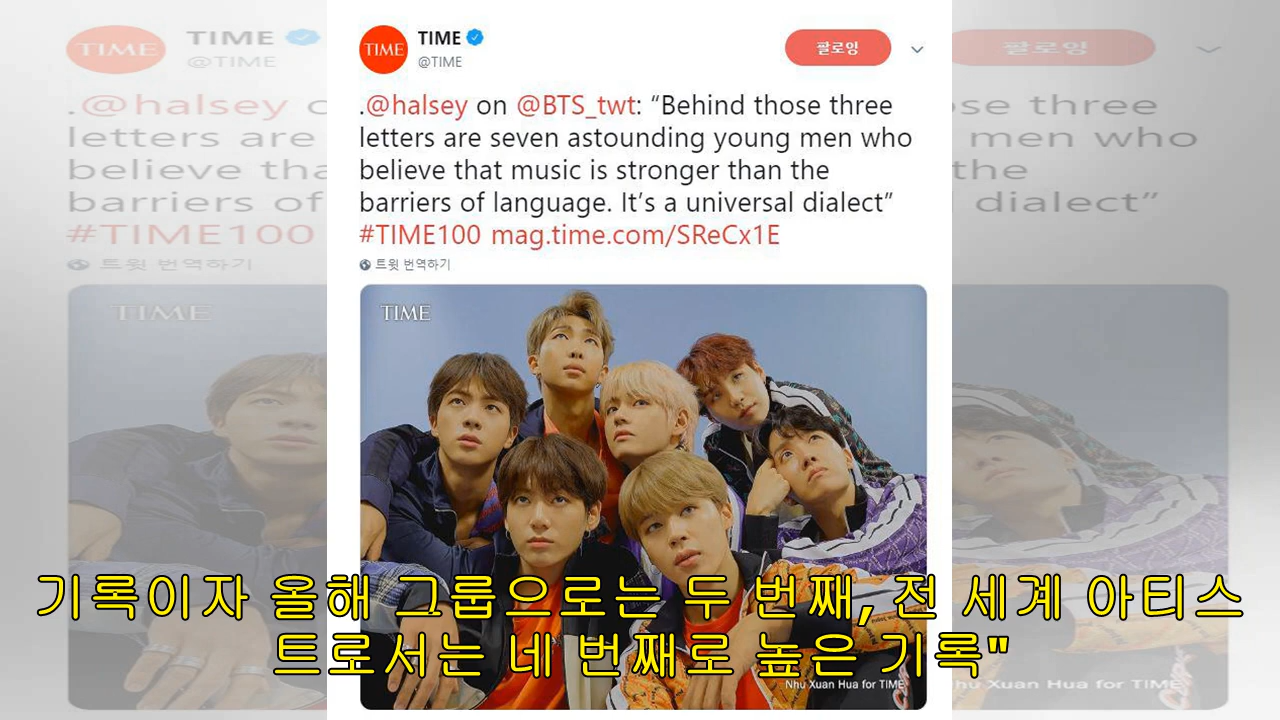 TIME
@TIME
팔로잉
.@halsey on @BTS_twt: “Behind those three
letters are seven astounding young men who
believe that music is stronger than the
barriers of language. It’s a universal dialect”
#TIME100 mag.time.com/SReCx1E
트윗 번역하기
TIME
기록이자 올해 그룹으로는 두 번째, 전 세계 아티스
트로서는 네 번째로 높은 기록"
Nhu Xuan Hua for TIME